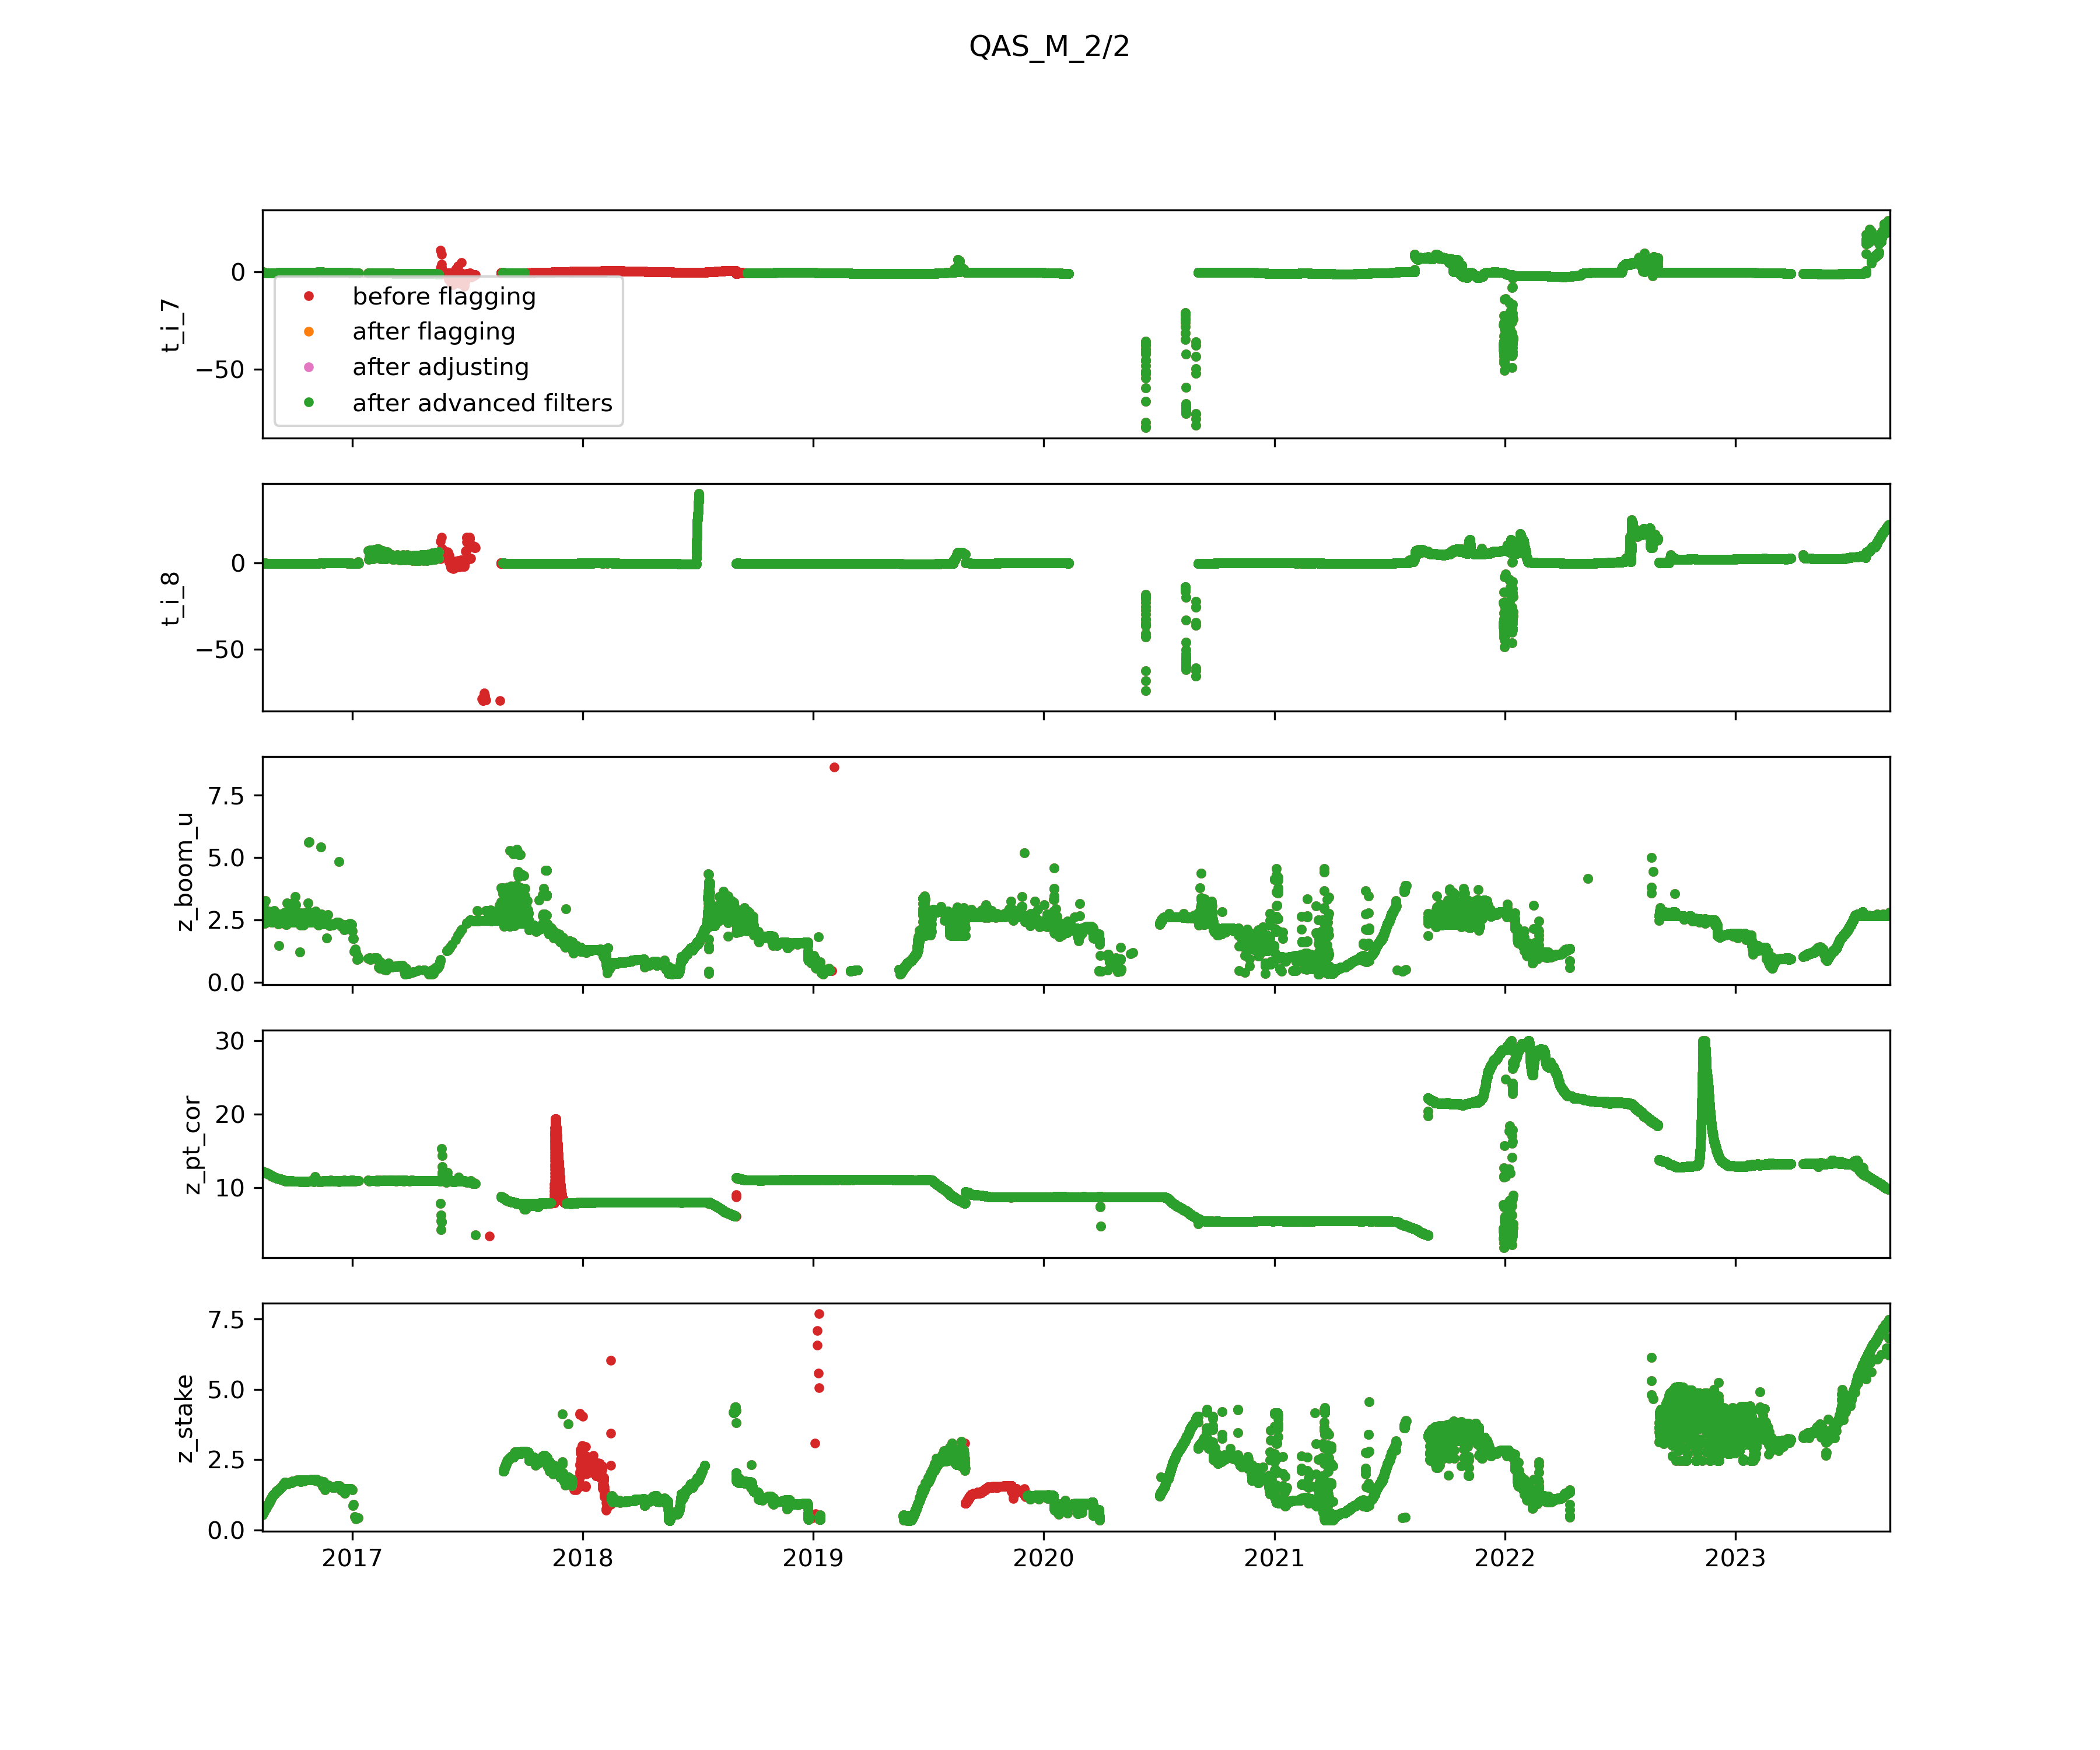 QAS_M_2/2
0
−50
t_i_7
before flagging
after flagging
after adjusting
after advanced filters
0
−50
t_i_8
7.5
5.0
2.5
0.0
z_boom_u
30
20
10
z_pt_cor
7.5
5.0
2.5
0.0
z_stake
2017 2018 2019 2020 2021 2022 2023